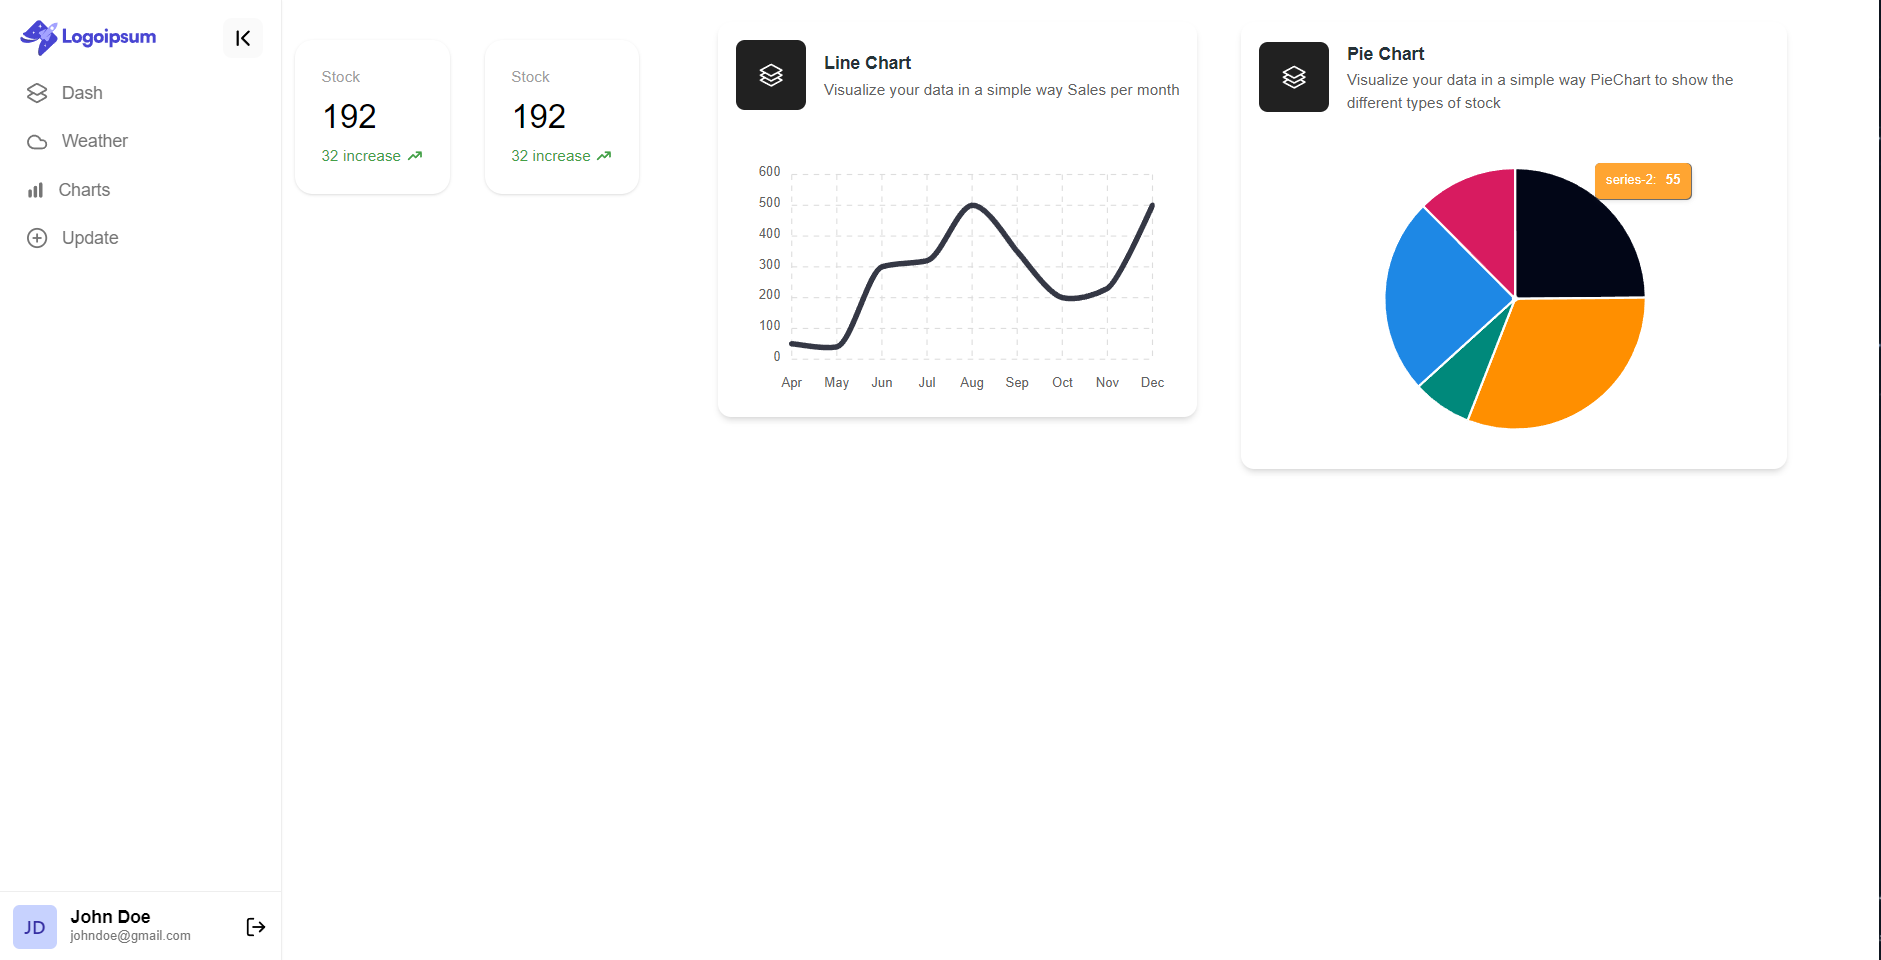 Logoipsum
Dash
Weather
Charts
Update
John Doe
johndoe@gmail.com
JD
Stock
192
32 increase
Stock
192
32 increase
Line Chart
Visualize your data in a simple way Sales per month
600
500
400
300
200
100
0
Apr May Jun Jul Aug Sep Oct Nov Dec
Pie Chart
Visualize your data in a simple way PieChart to show the
different types of stock
series-2: 55